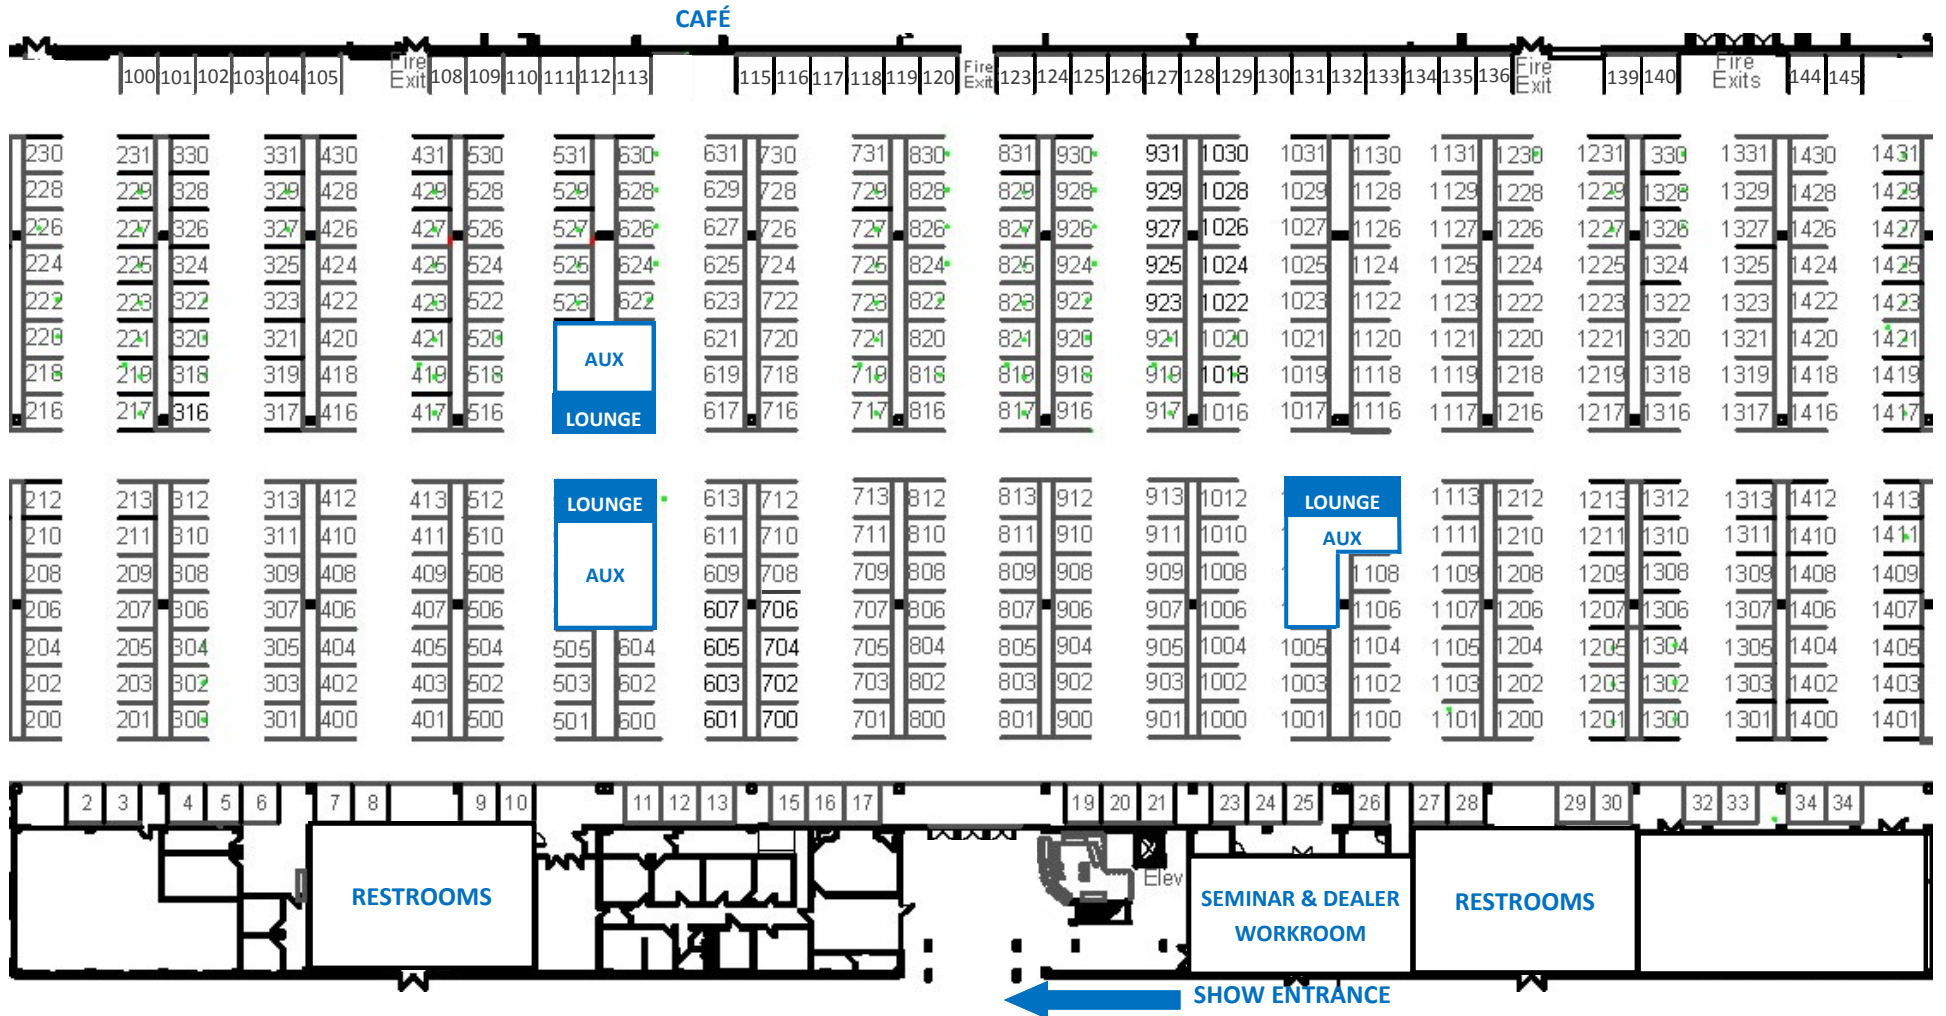 CAFÉ
100 101 102 103 104 105 Fire Exit 108 109 110 111 112 113 115 116 117 118 119 120 Fire Exit 123 124 125 126 127 128 129 130 131 132 133 134 135 136 Fire Exit 139 140 Fire Exits 144 145
230 231 330 331 430 431 530 531 630 631 730 731 830 831 930 931 1030 1031 1130 1131 1230 1231 330 1331 1430 1431
228 229 328 329 428 429 528 529 628 629 728 729 828 829 928 929 1028 1029 1128 1129 1228 1229 1328 1329 1428 1429
226 227 326 327 426 427 526 527 626 627 726 727 826 827 926 927 1026 1027 1126 1127 1226 1227 1326 1327 1426 1427
224 225 324 325 424 425 524 525 624 625 724 725 824 825 924 925 1024 1025 1124 1125 1224 1225 1324 1325 1424 1425
222 223 322 323 422 423 522 523 622 623 722 723 822 823 922 923 1022 1023 1122 1123 1222 1223 1322 1323 1422 1423
220 221 320 321 420 421 520 621 720 721 820 821 920 921 1020 1021 1120 1121 1220 1221 1320 1321 1420 1421
AUX
218 219 318 319 418 419 518 619 718 719 818 819 918 919 1018 1019 1118 1119 1218 1219 1318 1319 1418 1419
216 217 316 317 416 417 516 LOUNGE 617 716 717 816 817 916 917 1016 1017 1116 1117 1216 1217 1316 1317 1416 1417
212 213 312 313 412 413 512 LOUNGE 613 712 713 812 813 912 913 1012 LOUNGE 1113 1212 1213 1312 1313 1412 1413
210 211 310 311 410 411 510 611 710 711 810 811 910 911 1010 AUX 1111 1210 1211 1310 1311 1410 1411
208 209 308 309 408 409 508 AUX 609 708 709 808 809 908 909 1008 1108 1109 1208 1209 1308 1309 1408 1409
206 207 306 307 406 407 506 607 706 707 806 807 906 907 1006 1106 1107 1206 1207 1306 1307 1406 1407
204 205 304 305 404 405 504 505 604 605 704 705 804 805 904 905 1004 1005 1104 1105 1204 1205 1304 1305 1404 1405
202 203 302 303 402 403 502 503 602 603 702 703 802 803 902 903 1002 1003 1102 1103 1202 1203 1302 1303 1402 1403
200 201 300 301 400 401 500 501 600 601 700 701 800 801 900 901 1000 1001 1100 1101 1200 1201 1300 1301 1400 1401
2 3 4 5 6 7 8 9 10 11 12 13 15 16 17 19 20 21 23 24 25 26 27 28 29 30 32 33 34 34
Elev
RESTROOMS
SEMINAR & DEALER
WORKROOM
RESTROOMS
SHOW ENTRANCE